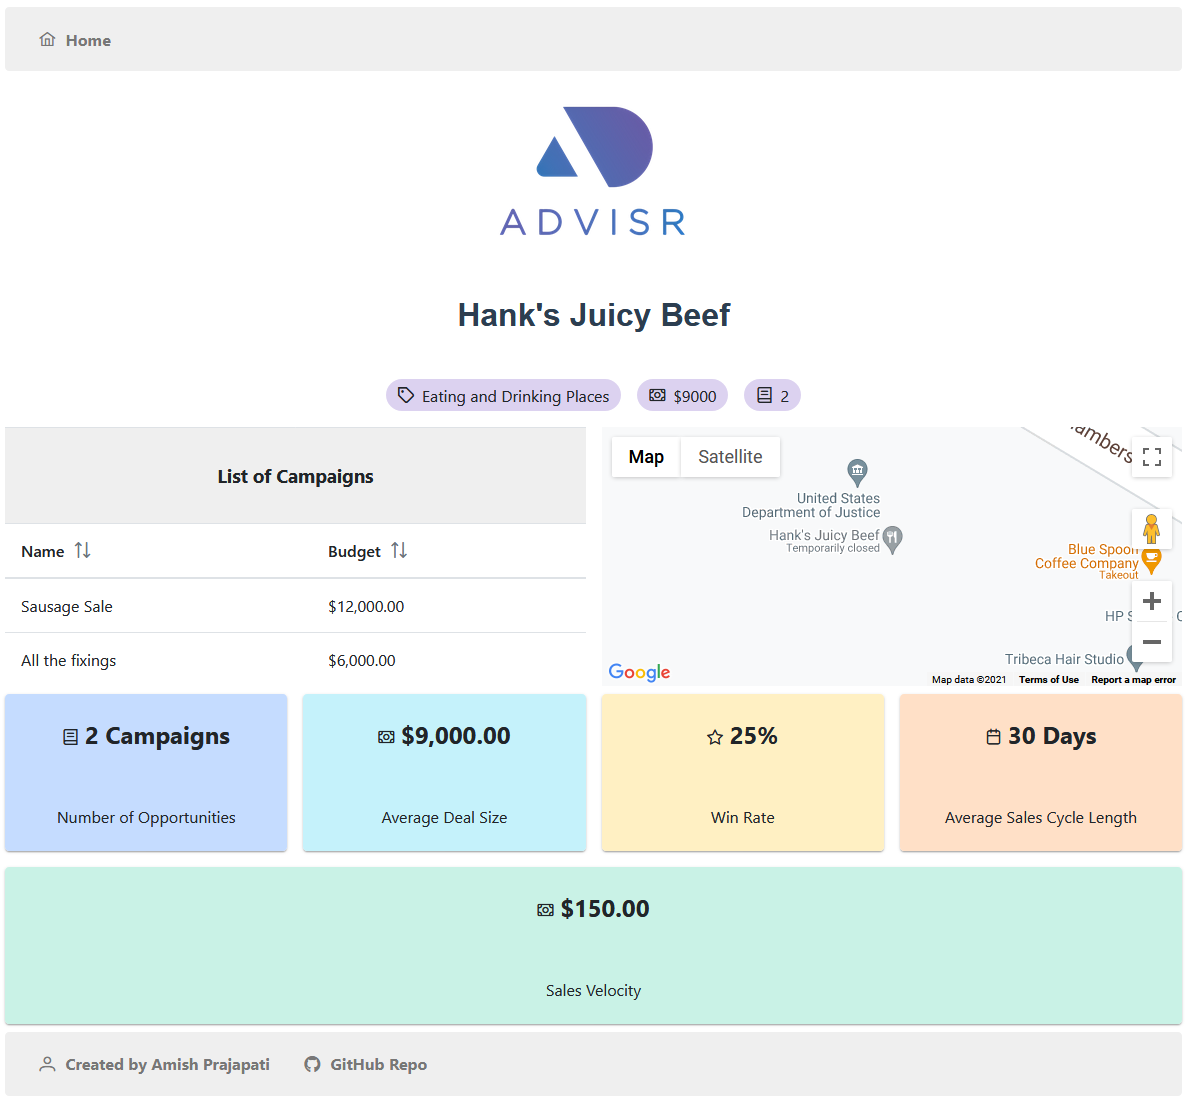 Home
ADVISR
Hank's Juicy Beef
Eating and Drinking Places
$9000
2
List of Campaigns
Name
Budget
Sausage Sale
$12,000.00
All the fixings
$6,000.00
Map
Satellite
ambers
United States
Department of Justice
Hank's Juicy Beef
Temporarily closed
Blue Spoon
Coffee Company
Takeout
HP
Tribeca Hair Studio
Google
Map data ©2021
Terms of Use
Report a map error
2 Campaigns
Number of Opportunities
$9,000.00
Average Deal Size
25%
Win Rate
30 Days
Average Sales Cycle Length
$150.00
Sales Velocity
Created by Amish Prajapati
GitHub Repo